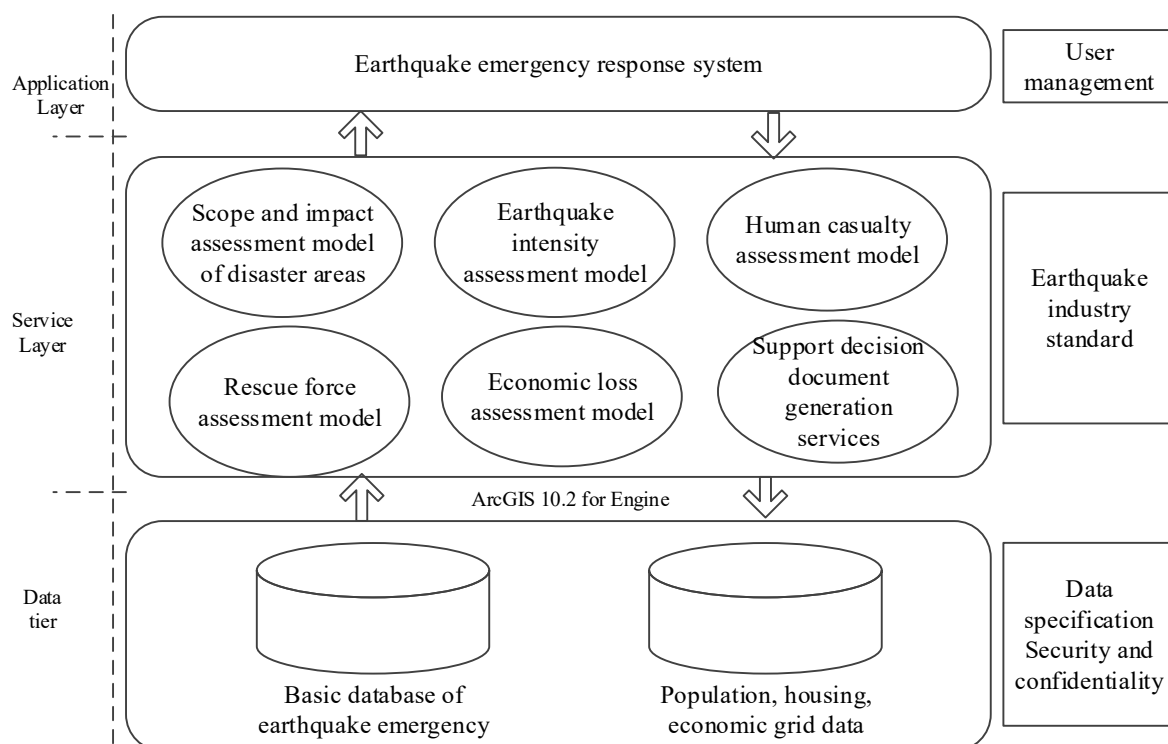 Earthquake emergency response system
User
management
Application
Layer
Scope and impact
assessment model
of disaster areas
Earthquake
intensity
assessment model
Human casualty
assessment model
Earthquake
industry
standard
Service
Layer
Rescue force
assessment model
Economic loss
assessment model
Support decision
document
generation
services
ArcGIS 10.2 for Engine
Data
tier
Basic database of
earthquake emergency
Population, housing,
economic grid data
Data
specification
Security and
confidentiality